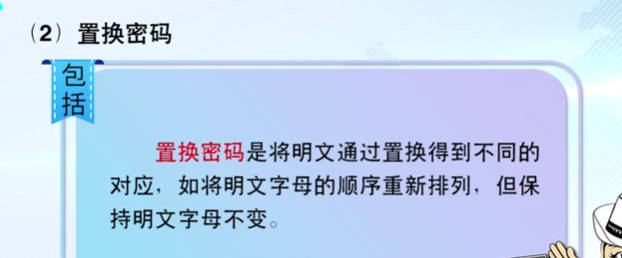 （2）置换密码
包
括
置换密码是将明文通过置换得到不同的
对应，如将明文字母的顺序重新排列，但保
持明文字母不变。